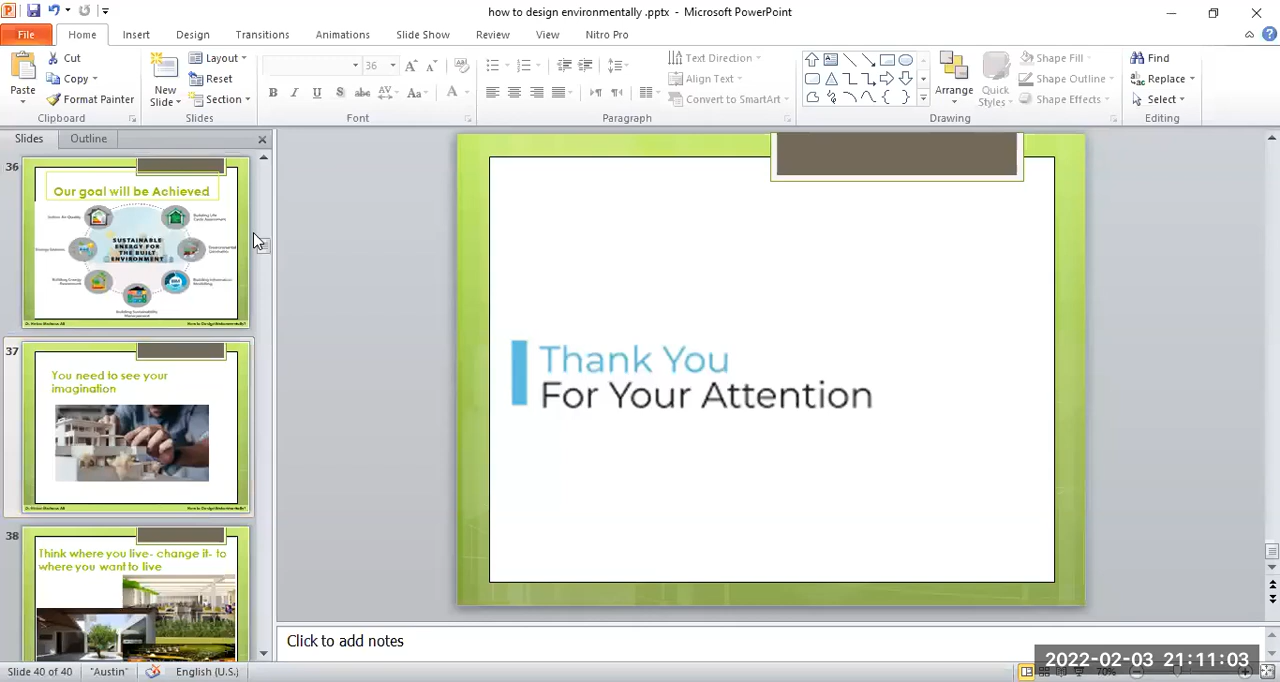 how to design environmentally .pptx - Microsoft PowerPoint
File Home Insert Design Transitions Animations Slide Show Review View Nitro Pro
Paste
Cut
Copy
Format Painter
Clipboard
New
Slide
Layout
Reset
Section
Slides
36
Font
Text Direction
Align Text
Convert to SmartArt
Paragraph
Arrange
Quick
Styles
Shape Fill
Shape Outline
Shape Effects
Drawing
Find
Replace
Select
Editing
Slides Outline
36
Our goal will be Achieved
SUSTAINABLE
ENERGY FOR
THE BUILT
ENVIRONMENT
37
You need to see your
imagination
38
Think where you live- change it- to
where you want to live
Thank You
For Your Attention
Click to add notes
Slide 40 of 40 "Austin" English (U.S.) 70%
2022-02-03 21:11:03